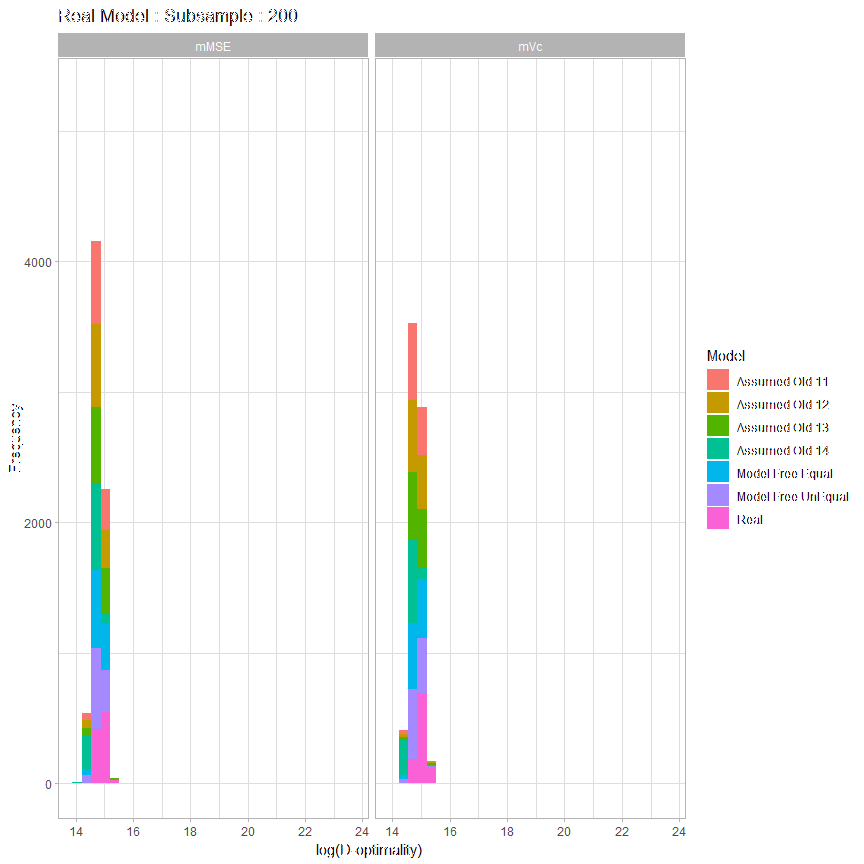 Real Model : Subsample : 200
mMSE
mVc
4000
2000
0
Frequency
14 16 18 20 22 24
14 16 18 20 22 24
log(D-optimality)
Model
Assumed Old 11
Assumed Old 12
Assumed Old 13
Assumed Old 14
Model Free Equal
Model Free UnEqual
Real